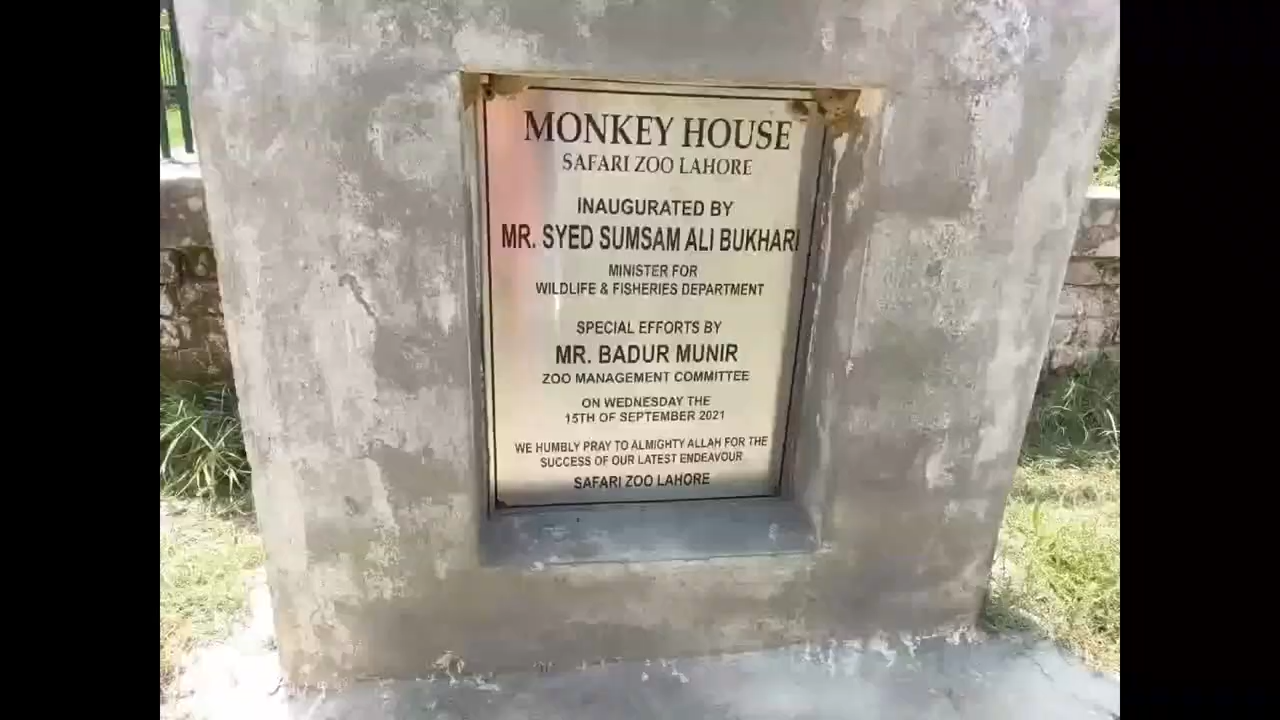 MONKEY HOUSE
SAFARI ZOO LAHORE
INAUGURATED BY
MR. SYED SUMSAM ALI BUKHARI
MINISTER FOR
WILDLIFE & FISHERIES DEPARTMENT
SPECIAL EFFORTS BY
MR. BADUR MUNIR
ZOO MANAGEMENT COMMITTEE
ON WEDNESDAY THE
15TH OF SEPTEMBER 2021
WE HUMBLY PRAY TO ALMIGHTY ALLAH FOR THE
SUCCESS OF OUR LATEST ENDEAVOUR
SAFARI ZOO LAHORE